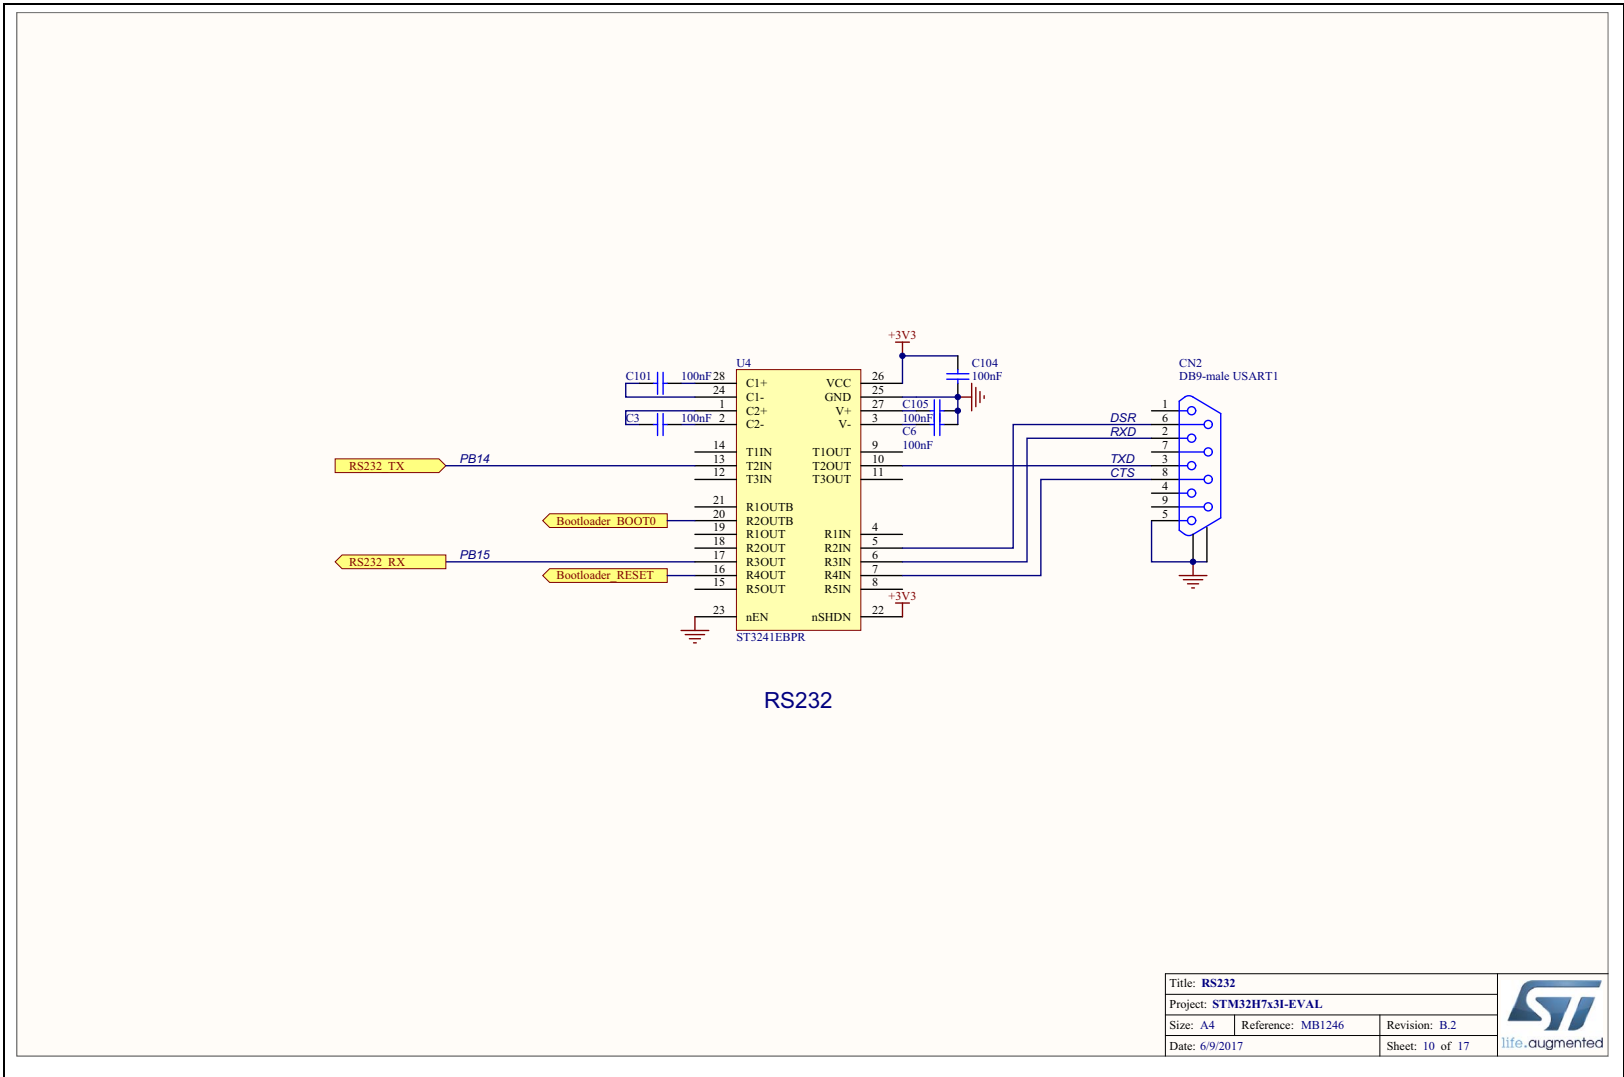 +3V3
U4
C101
100nF
28
24
1
2
C3
100nF
C1+
C1-
C2+
C2-
VCC
GND
V+
V-
26
25
27
3
C104
100nF
C105
100nF
C6
100nF
CN2
DB9-male USART1
14
13
12
T1IN
T2IN
T3IN
T1OUT
T2OUT
T3OUT
9
10
11
RS232_TX
PB14
21
20
19
18
17
16
15
R1OUTB
R2OUTB
R1OUT
R2OUT
R3OUT
R4OUT
R5OUT
R1IN
R2IN
R3IN
R4IN
R5IN
4
5
6
7
8
Bootloader_BOOT0
RS232_RX
PB15
Bootloader_RESET
+3V3
23
nEN
nSHDN
22
ST3241EBPR
DSR
RXD
TXD
CTS
1
6
2
7
3
8
4
9
5
RS232
Title: RS232
Project: STM32H7x3I-EVAL
Size: A4 Reference: MB1246 Revision: B.2
Date: 6/9/2017 Sheet: 10 of 17
ST
life.augmented